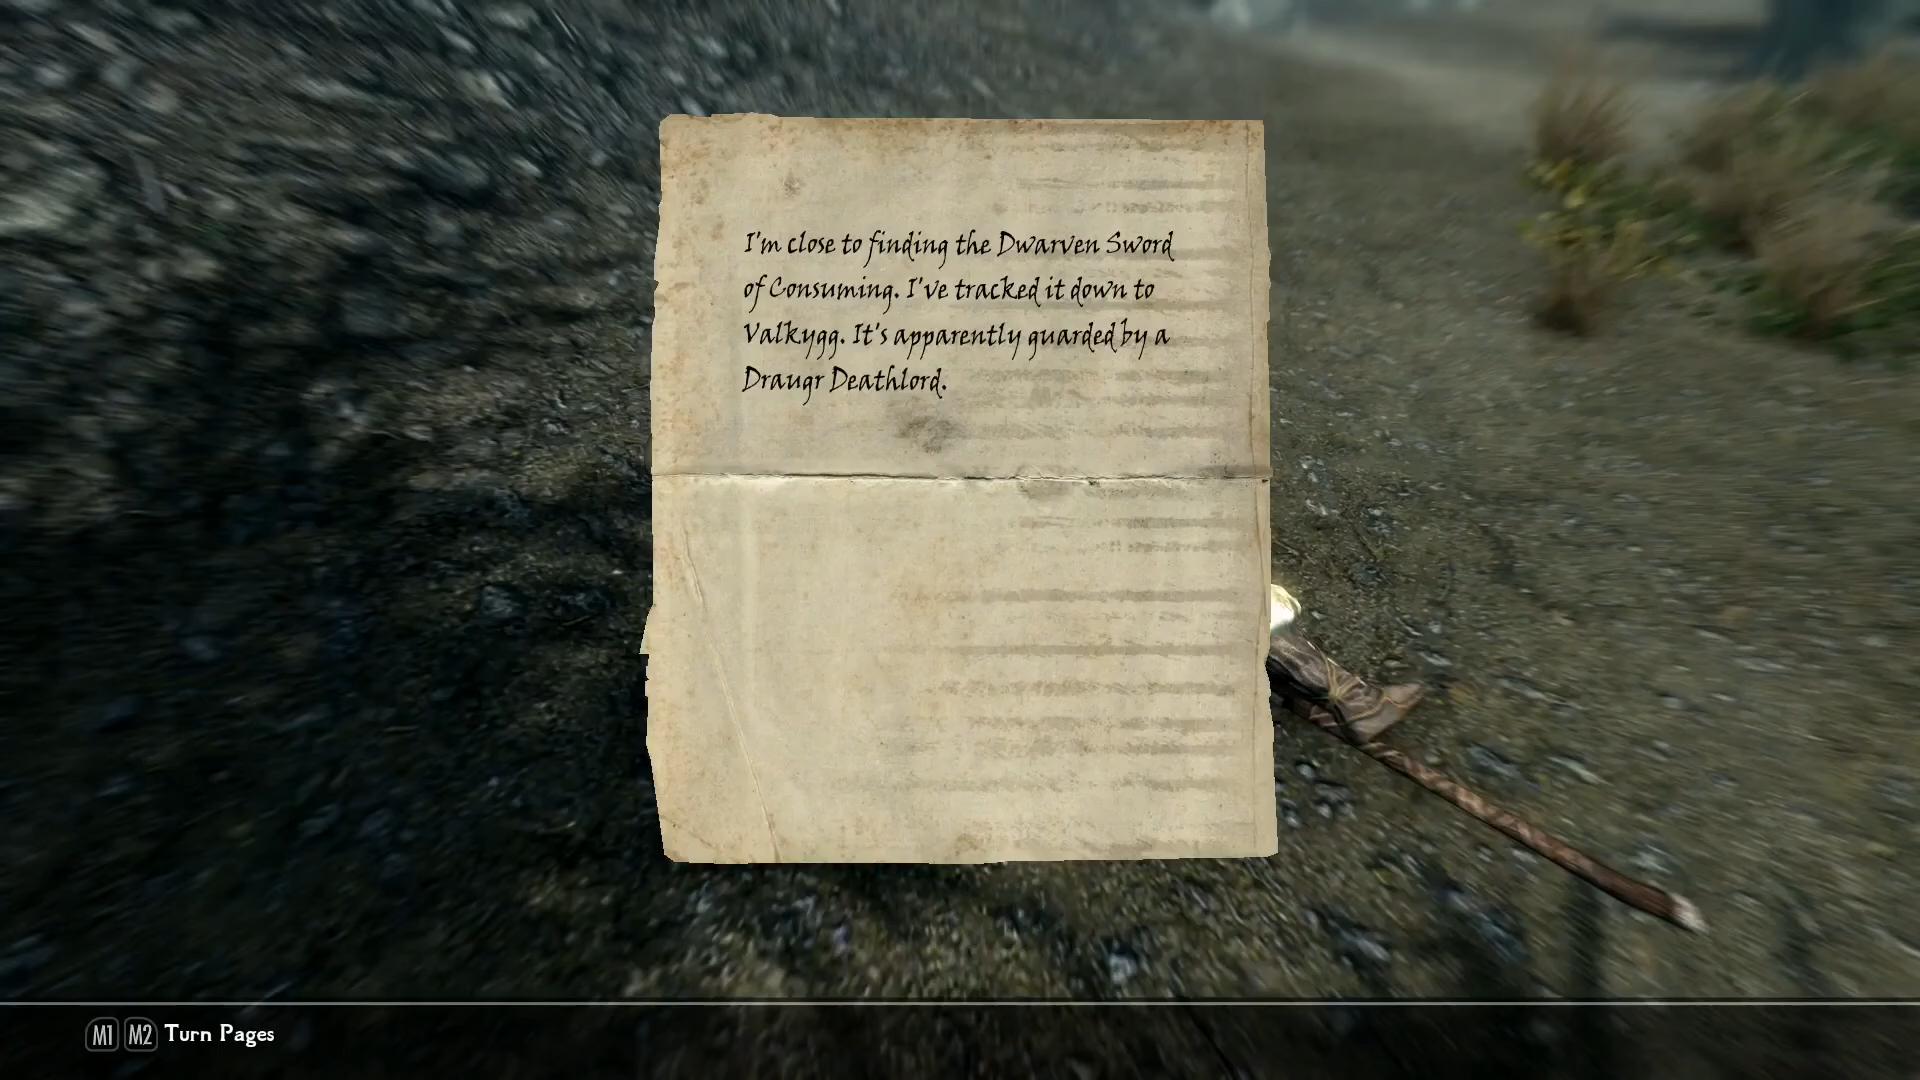 I'm close to finding the Dwarven Sword
of Consuming. I've tracked it down to
Valkygg. It's apparently guarded by a
Draugr Deathlord.
M1 M2 Turn Pages